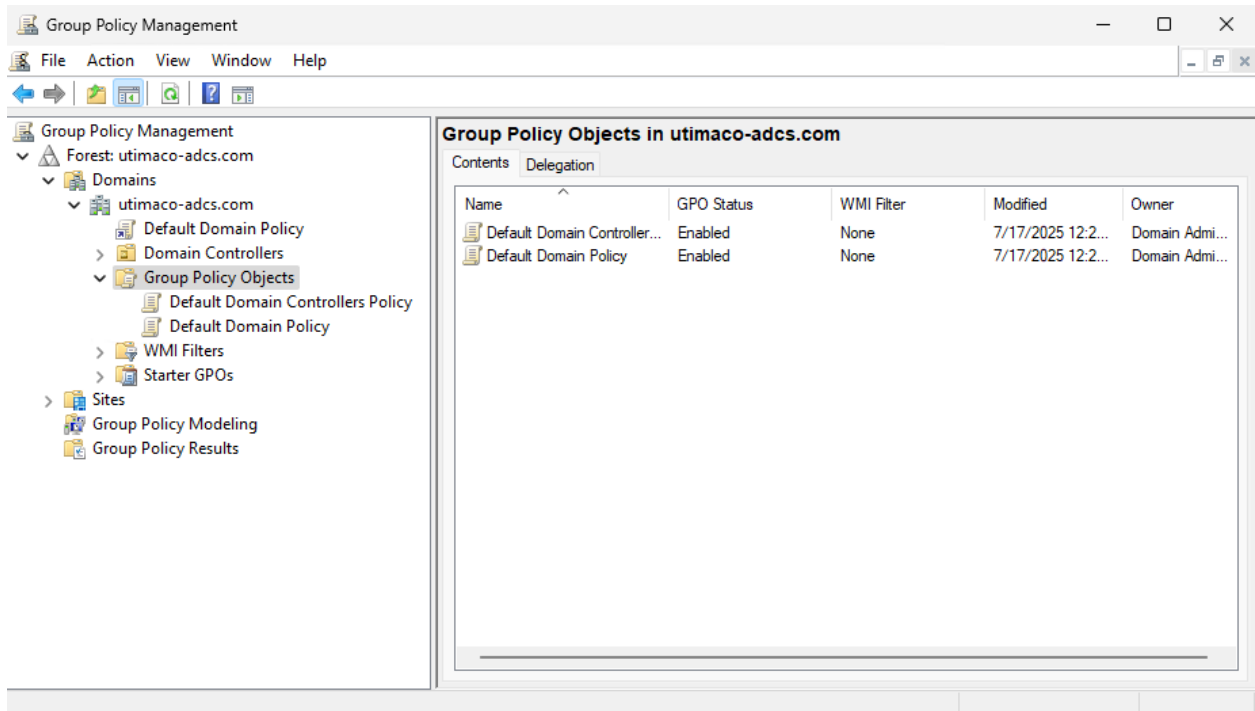 Group Policy Management
File Action View Window Help
Group Policy Management
Forest: utimaco-adcs.com
Domains
utimaco-adcs.com
Default Domain Policy
Domain Controllers
Group Policy Objects
Default Domain Controllers Policy
Default Domain Policy
WMI Filters
Starter GPOs
Sites
Group Policy Modeling
Group Policy Results
Group Policy Objects in utimaco-adcs.com
Contents Delegation
Name GPO Status WMI Filter Modified Owner
Default Domain Controller... Enabled None 7/17/2025 12:2... Domain Admi...
Default Domain Policy Enabled None 7/17/2025 12:2... Domain Admi...